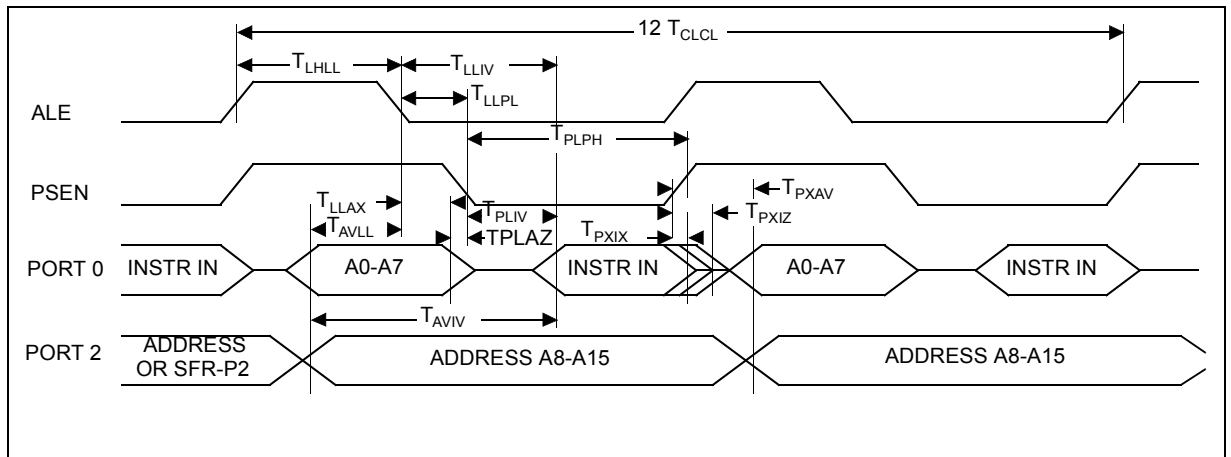 12 TCLCL
TLHLL TLLIV
TLLPL
ALE
TPLPH
PSEN
TLLAX TPLIV TPXAV
TAVLL TPLAZ TPXIX TPXIZ
PORT 0 INSTR IN A0-A7 INSTR IN A0-A7 INSTR IN
TAVIV
PORT 2 ADDRESS OR SFR-P2 ADDRESS A8-A15 ADDRESS A8-A15